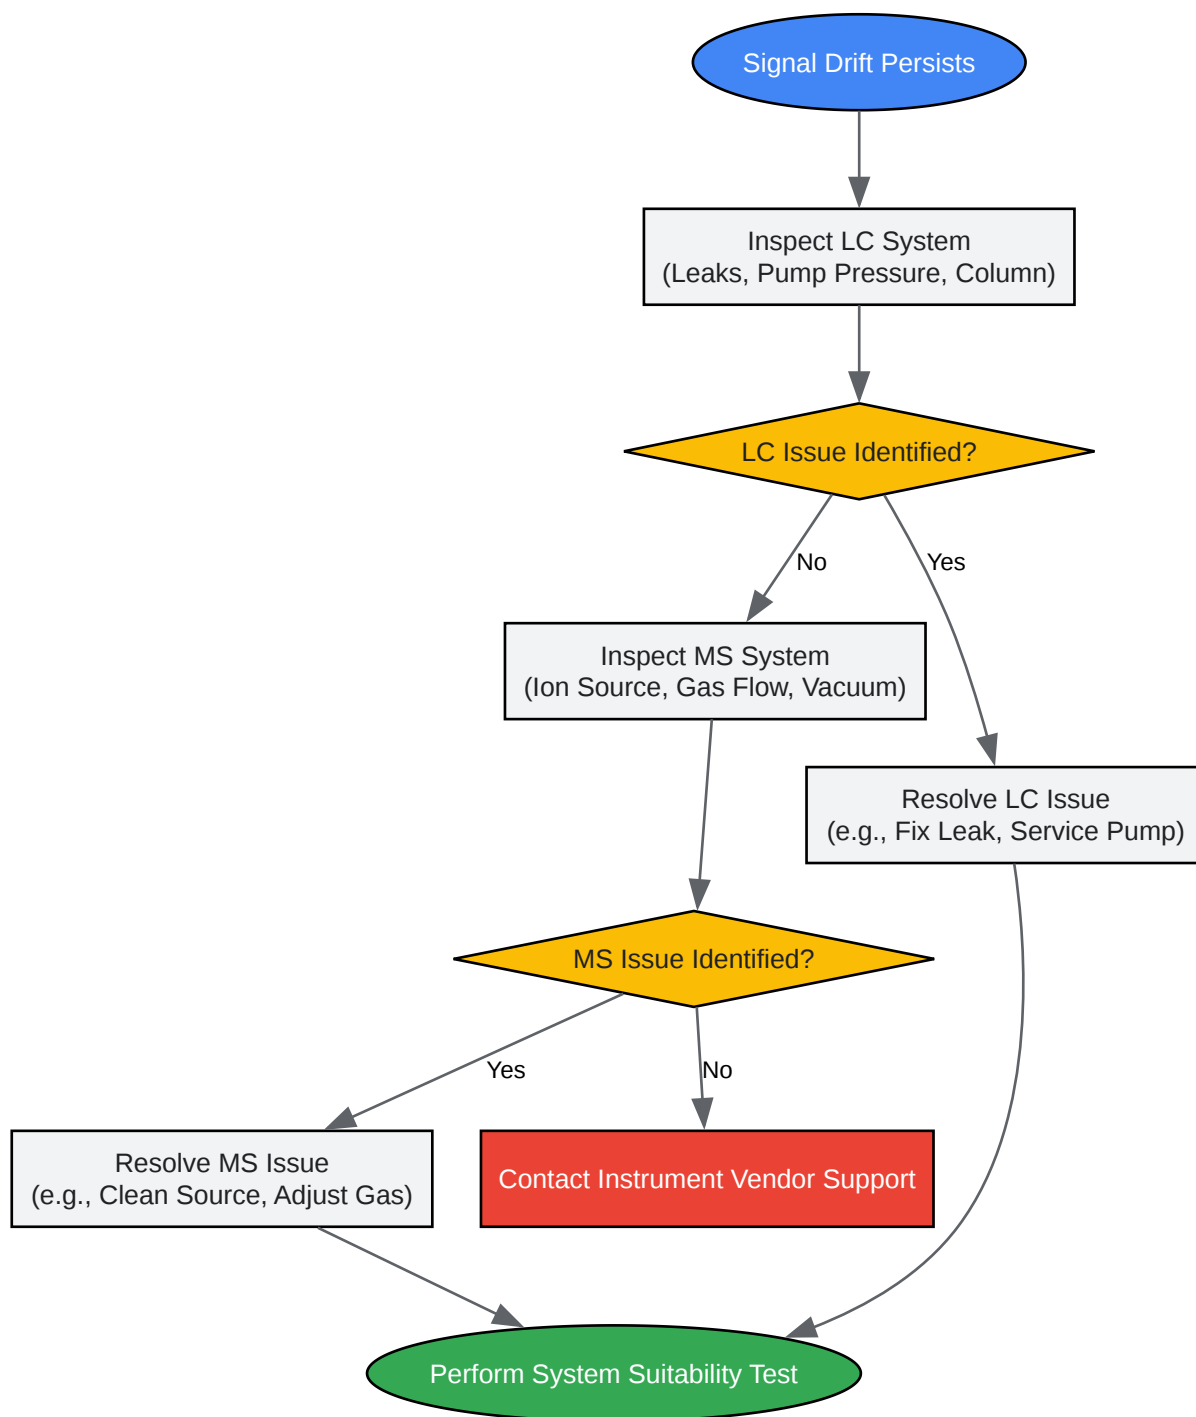 Signal Drift Persists
Inspect LC System
(Leaks, Pump Pressure, Column)
LC Issue Identified?
No
Yes
Inspect MS System
(Ion Source, Gas Flow, Vacuum)
Resolve LC Issue
(e.g., Fix Leak, Service Pump)
MS Issue Identified?
Yes
No
Resolve MS Issue
(e.g., Clean Source, Adjust Gas)
Contact Instrument Vendor Support
Perform System Suitability Test